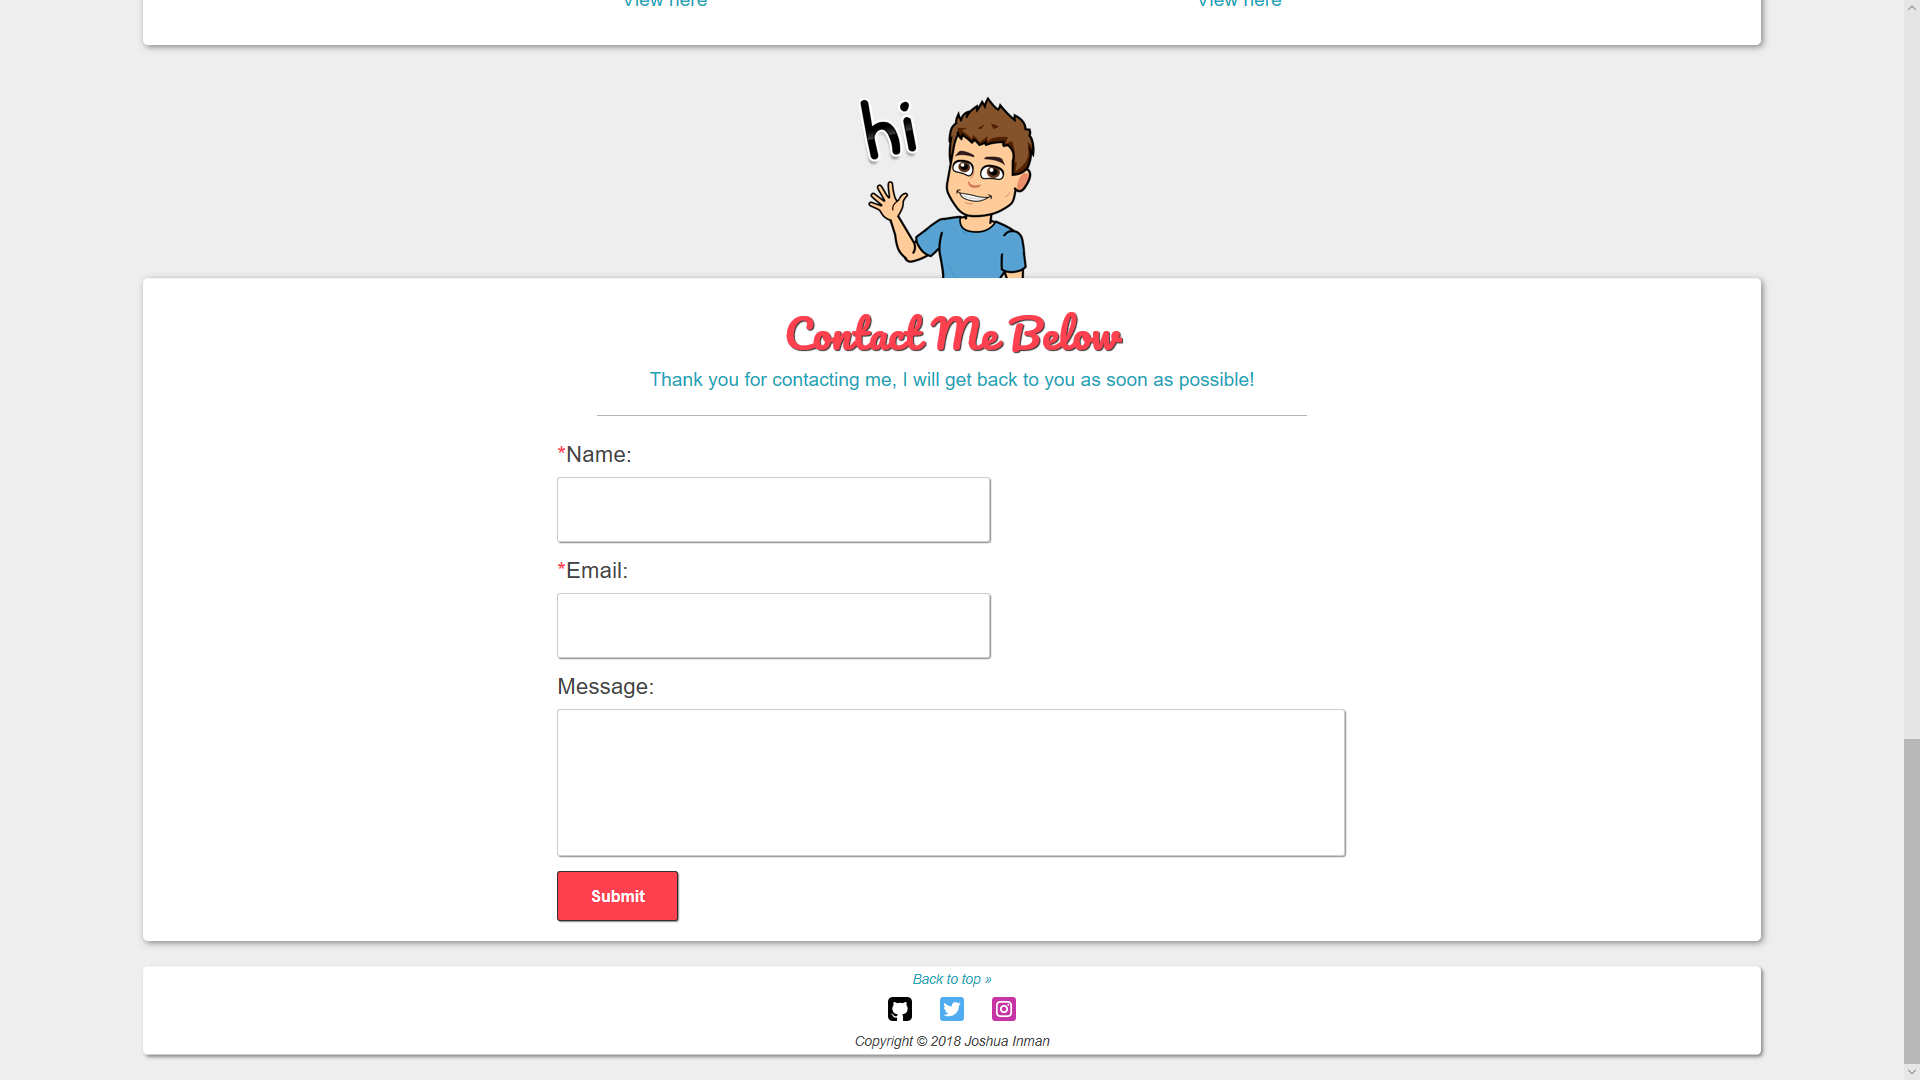 View here
View here
hi
Contact Me Below
Thank you for contacting me, I will get back to you as soon as possible!
*Name:
*Email:
Message:
Submit
Back to top »
Copyright © 2018 Joshua Inman